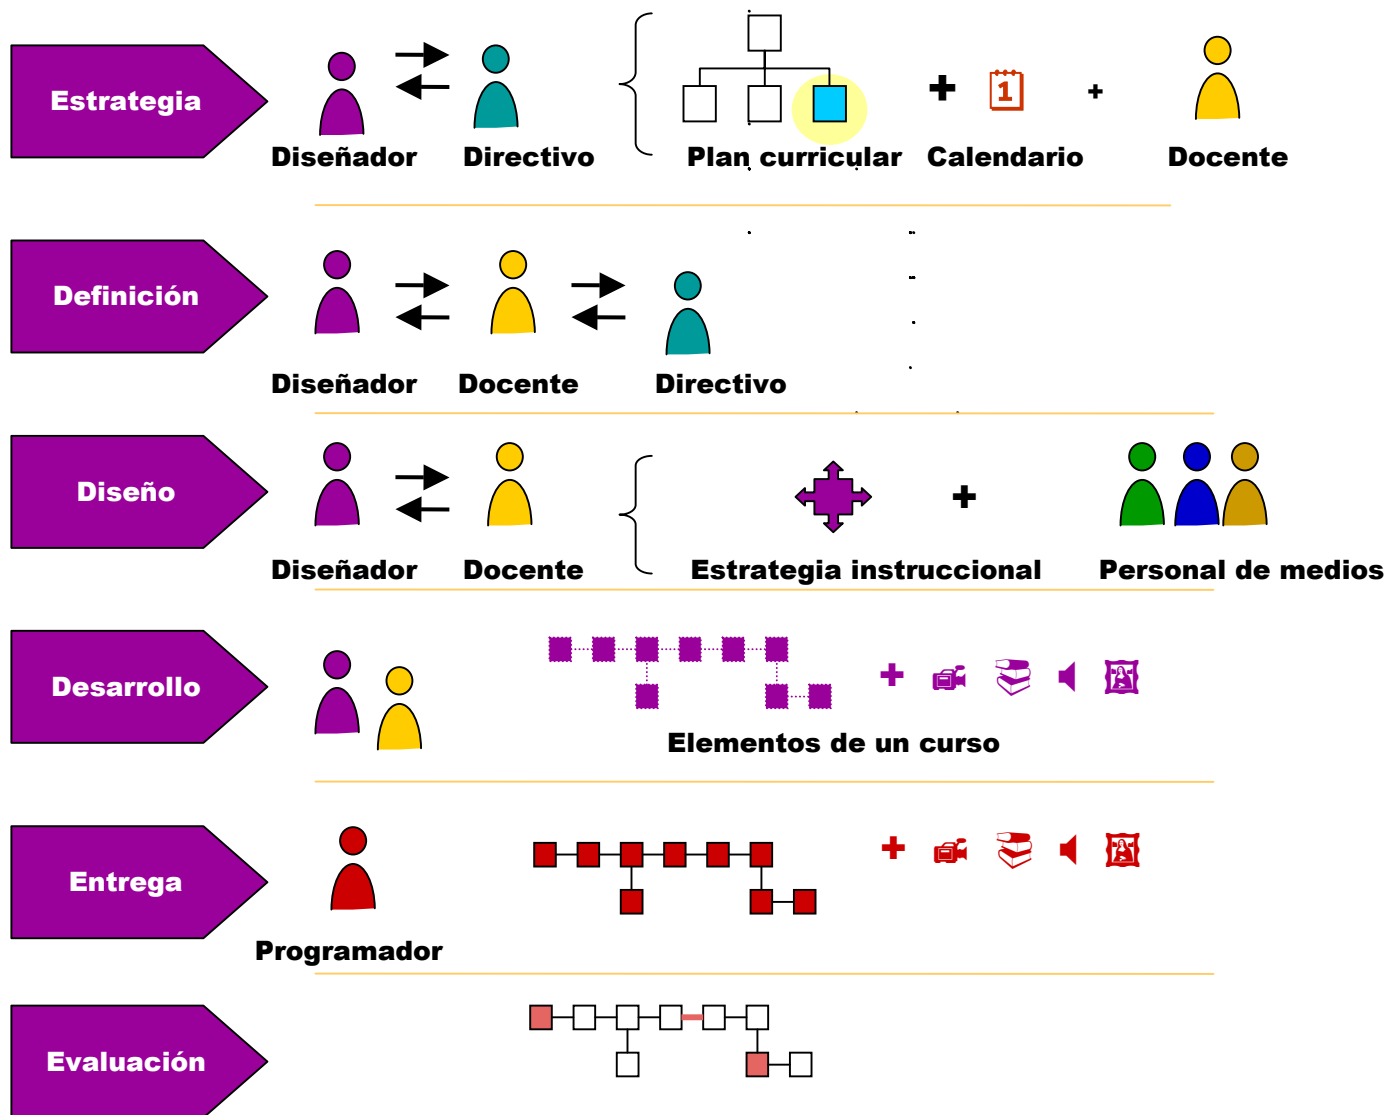 Estrategia
1
Diseñador Directivo Plan curricular Calendario Docente
Definición
Diseñador Docente Directivo
Diseño
Diseñador Docente Estrategia instruccional Personal de medios
Desarrollo
Elementos de un curso
Entrega
Programador
Evaluación